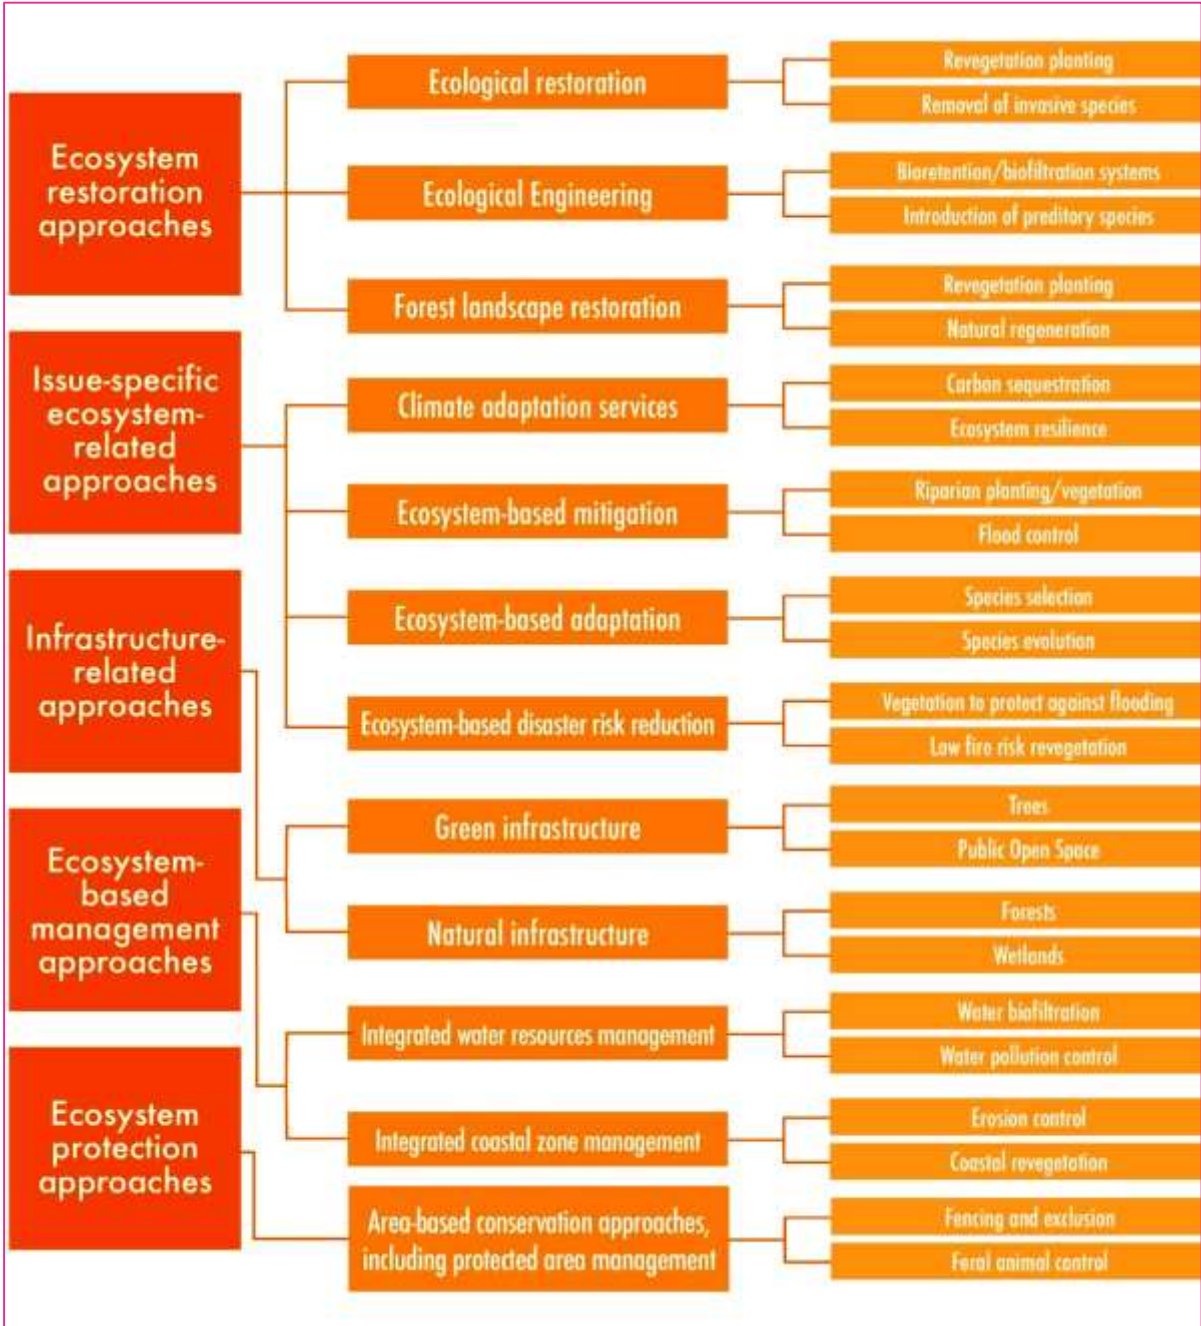 Ecosystem
restoration
approaches
Ecological restoration
Revegetation planting
Removal of invasive species
Ecological Engineering
Bioretention/biofiltration systems
Introduction of preditory species
Forest landscape restoration
Revegetation planting
Natural regeneration
Issue-specific
ecosystem-
related
approaches
Climate adaptation services
Carbon sequestration
Ecosystem resilience
Ecosystem-based mitigation
Riparian planting/vegetation
Flood control
Ecosystem-based adaptation
Species selection
Species evolution
Ecosystem-based disaster risk reduction
Vegetation to protect against flooding
Low fire risk revegetation
Infrastructure-
related
approaches
Green infrastructure
Trees
Public Open Space
Natural infrastructure
Forests
Wetlands
Ecosystem-
based
management
approaches
Integrated water resources management
Water biofiltration
Water pollution control
Integrated coastal zone management
Erosion control
Coastal revegetation
Ecosystem
protection
approaches
Area-based conservation approaches,
including protected area management
Fencing and exclusion
Feral animal control